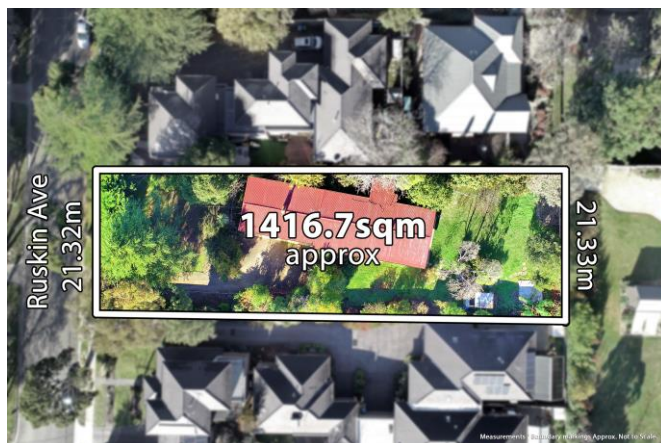 Ruskin Ave
21.32m
1416.7sqm
approx
21.33m
Measurements - Boundary markings Approx. Not to Scale